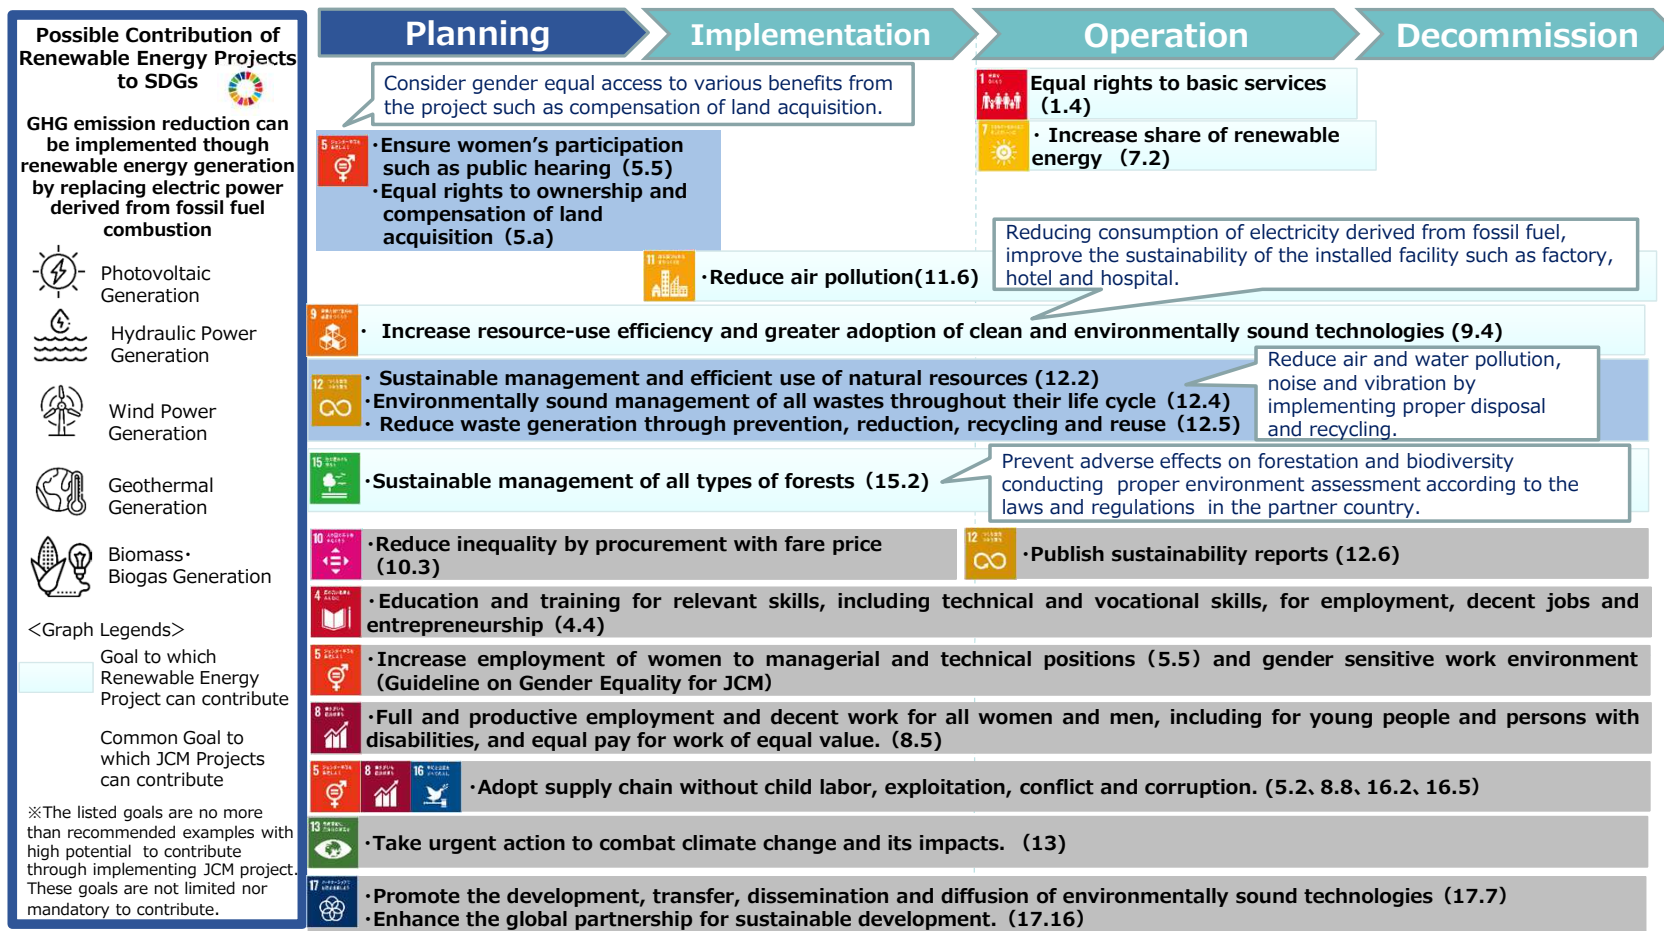 Possible Contribution of
Renewable Energy Projects
to SDGs
GHG emission reduction can
be implemented though
renewable energy generation
by replacing electric power
derived from fossil fuel
combustion
Photovoltaic
Generation
Hydraulic Power
Generation
Wind Power
Generation
Geothermal
Generation
Biomass・
Biogas Generation
<Graph Legends>
Goal to which
Renewable Energy
Project can contribute
Common Goal to
which JCM Projects
can contribute
※The listed goals are no more
than recommended examples with
high potential to contribute
through implementing JCM project.
These goals are not limited nor
mandatory to contribute.
Planning
Implementation
Operation
Decommission
Consider gender equal access to various benefits from
the project such as compensation of land acquisition.
1
Equal rights to basic services
(1.4)
7
・ Increase share of renewable
energy （7.2)
5
・Ensure women's participation
such as public hearing（5.5）
・Equal rights to ownership and
compensation of land
acquisition（5.a）
Reducing consumption of electricity derived from fossil fuel,
improve the sustainability of the installed facility such as factory,
hotel and hospital.
11
・Reduce air pollution(11.6)
9
・ Increase resource-use efficiency and greater adoption of clean and environmentally sound technologies (9.4)
12
・ Sustainable management and efficient use of natural resources (12.2)
・Environmentally sound management of all wastes throughout their life cycle（12.4)
・ Reduce waste generation through prevention, reduction, recycling and reuse（12.5)
Reduce air and water pollution,
noise and vibration by
implementing proper disposal
and recycling.
15
・Sustainable management of all types of forests（15.2)
Prevent adverse effects on forestation and biodiversity
conducting proper environment assessment according to the
laws and regulations in the partner country.
10
・Reduce inequality by procurement with fare price
（10.3）
12
・Publish sustainability reports (12.6)
4
・Education and training for relevant skills, including technical and vocational skills, for employment, decent jobs and
entrepreneurship（4.4）
5
・Increase employment of women to managerial and technical positions（5.5）and gender sensitive work environment
（Guideline on Gender Equality for JCM）
8
・Full and productive employment and decent work for all women and men, including for young people and persons with
disabilities, and equal pay for work of equal value.（8.5）
5 8 16
・Adopt supply chain without child labor, exploitation, conflict and corruption. (5.2、8.8、16.2、16.5）
13
・Take urgent action to combat climate change and its impacts. （13）
17
・Promote the development, transfer, dissemination and diffusion of environmentally sound technologies（17.7）
・Enhance the global partnership for sustainable development.（17.16）